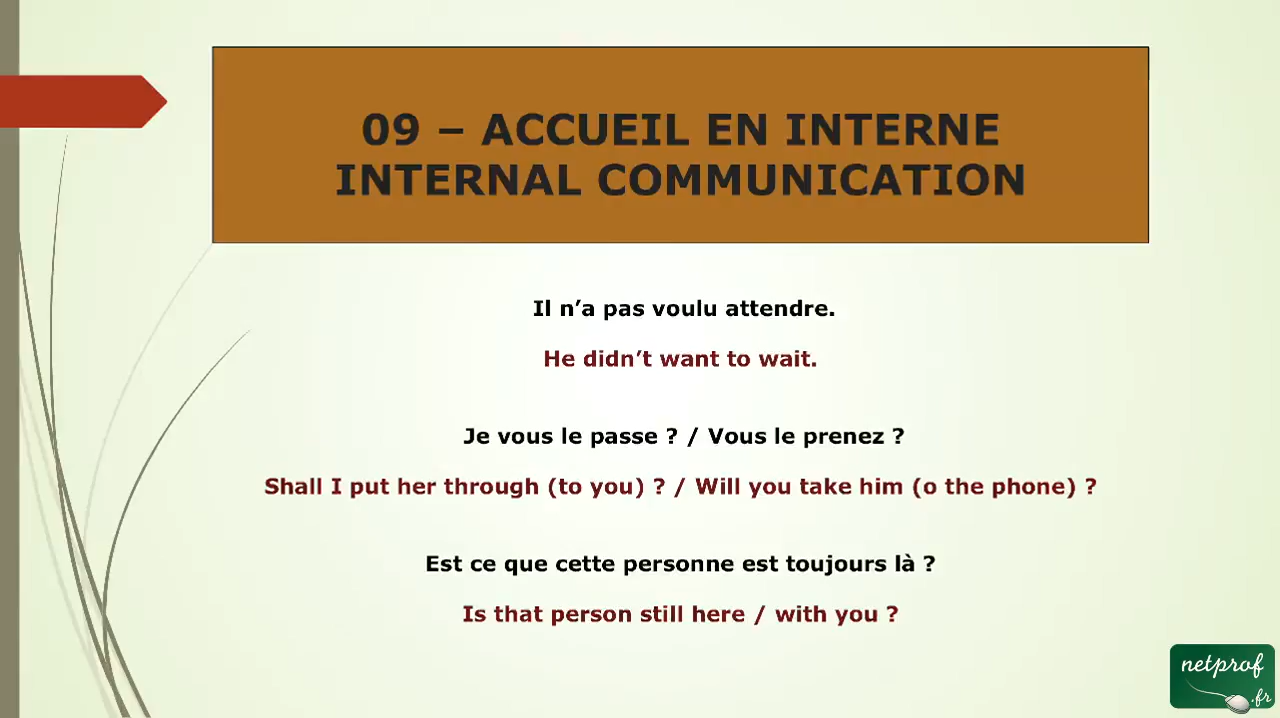 09 – ACCUEIL EN INTERNE
INTERNAL COMMUNICATION
Il n’a pas voulu attendre.
He didn’t want to wait.
Je vous le passe ? / Vous le prenez ?
Shall I put her through (to you) ? / Will you take him (o the phone) ?
Est ce que cette personne est toujours là ?
Is that person still here / with you ?
netprof
.fr